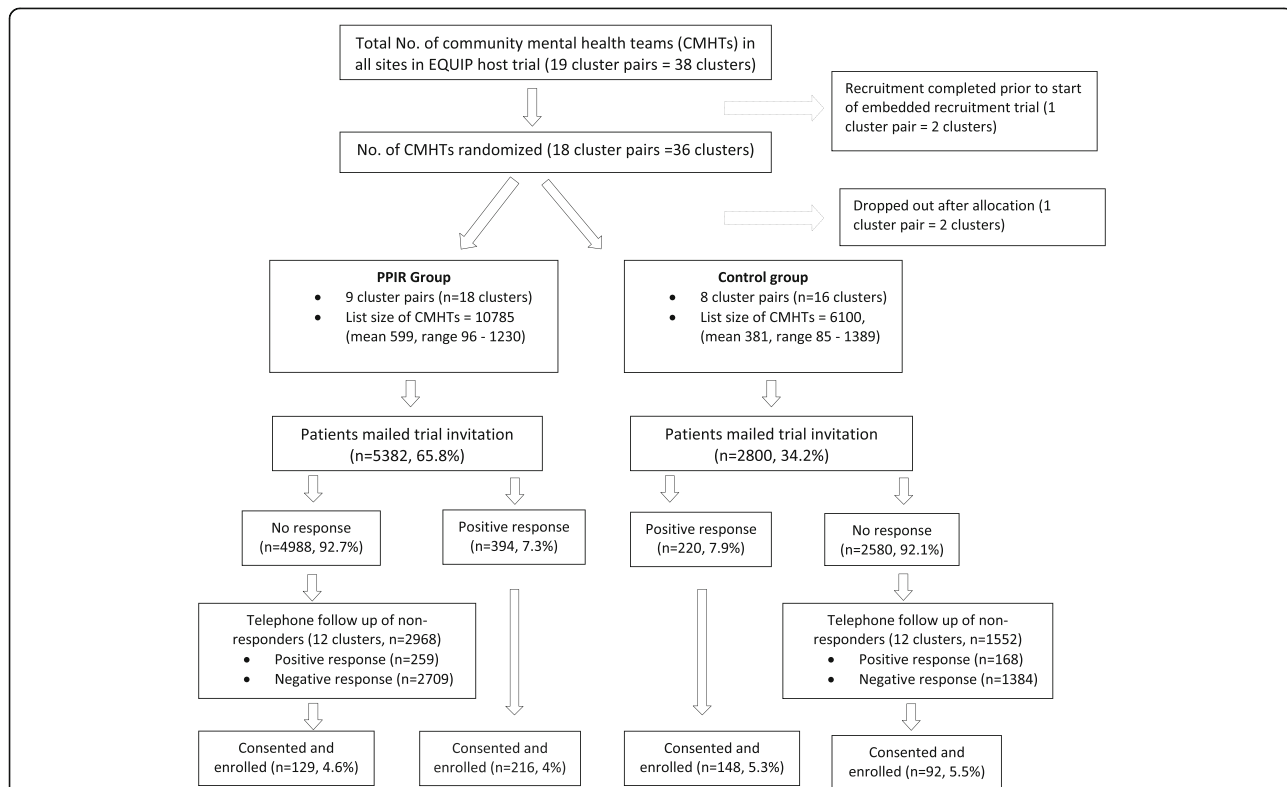 Total No. of community mental health teams (CMHTs) in
all sites in EQUIP host trial (19 cluster pairs = 38 clusters)
Recruitment completed prior to start
of embedded recruitment trial (1
cluster pair = 2 clusters)
No. of CMHTs randomized (18 cluster pairs =36 clusters)
Dropped out after allocation (1
cluster pair = 2 clusters)
PPIR Group
• 9 cluster pairs (n=18 clusters)
• List size of CMHTs = 10785
(mean 599, range 96 - 1230)
Control group
• 8 cluster pairs (n=16 clusters)
• List size of CMHTs = 6100,
(mean 381, range 85 - 1389)
Patients mailed trial invitation
(n=5382, 65.8%)
Patients mailed trial invitation
(n=2800, 34.2%)
No response
(n=4988, 92.7%)
Positive response
(n=394, 7.3%)
Positive response
(n=220, 7.9%)
No response
(n=2580, 92.1%)
Telephone follow up of non-
responders (12 clusters, n=2968)
• Positive response (n=259)
• Negative response (n=2709)
Telephone follow up of non-
responders (12 clusters, n=1552)
• Positive response (n=168)
• Negative response (n=1384)
Consented and
enrolled (n=129, 4.6%)
Consented and
enrolled (n=216, 4%)
Consented and
enrolled (n=148, 5.3%)
Consented and
enrolled (n=92, 5.5%)